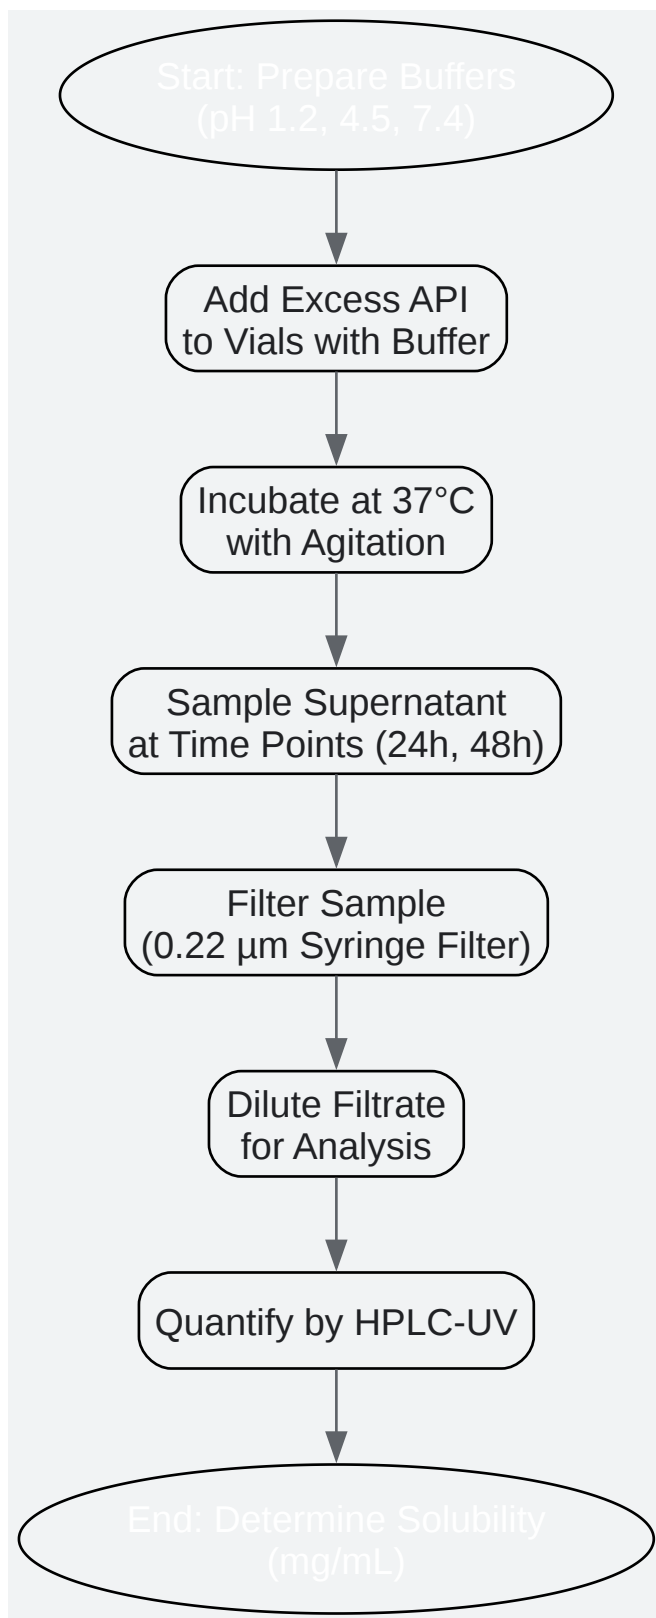 Start: Prepare Buffers
(pH 1.2, 4.5, 7.4)
Add Excess API
to Vials with Buffer
Incubate at 37°C
with Agitation
Sample Supernatant
at Time Points (24h, 48h)
Filter Sample
(0.22 µm Syringe Filter)
Dilute Filtrate
for Analysis
Quantify by HPLC-UV
End: Determine Solubility
(mg/mL)